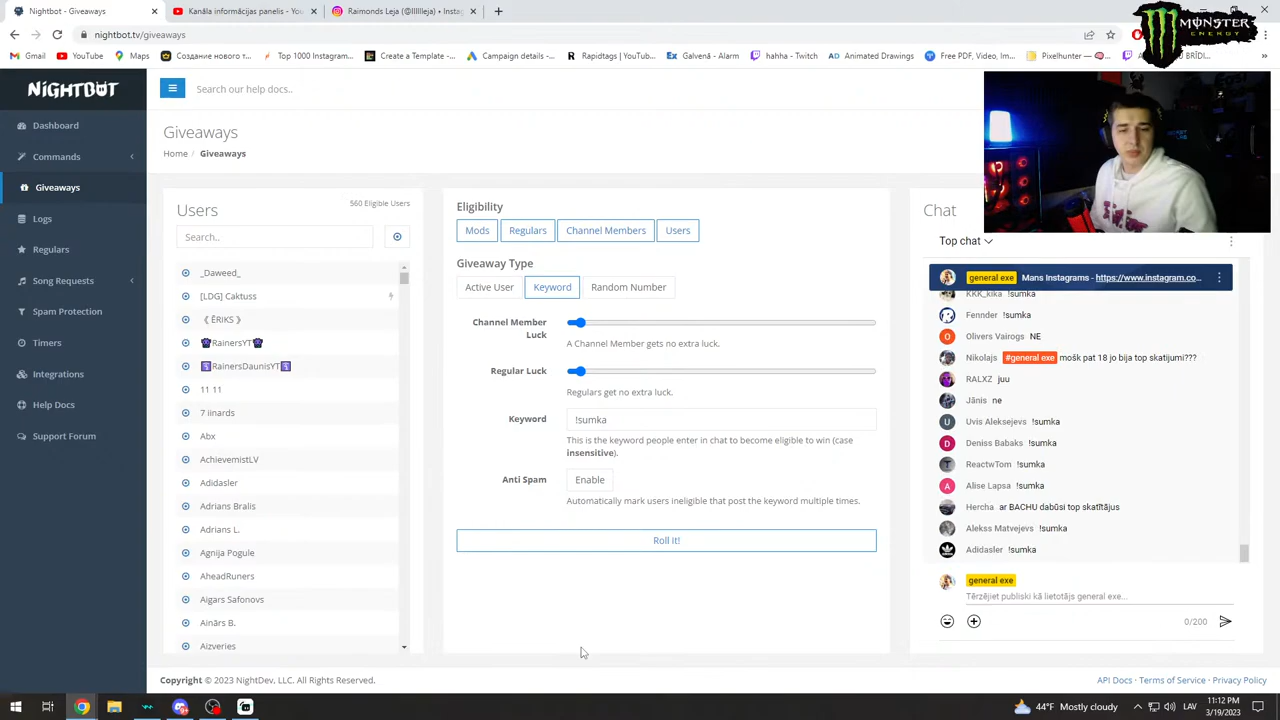 Nightbot - Giveaways
Kanāla informācijas panelis - You
Raimonds Leja (@lllllleja) • Insta
nightbot.tv/giveaways
Gmail
YouTube
Maps
Создание нового т...
Top 1000 Instagram...
Create a Template -...
Campaign details -...
Rapidtags | YouTub...
Galvenā - Alarm
hahha - Twitch
Animated Drawings
Free PDF, Video, Im...
Pixelhunter —...
MONSTER
ENERGY
NIGHTBOT
Search our help docs..
Dashboard
Commands
Giveaways
Logs
Regulars
Song Requests
Spam Protection
Timers
Integrations
Help Docs
Support Forum
Giveaways
Home / Giveaways
Users
560 Eligible Users
Search..
_Daweed_
[LDG] Caktuss
《 ĒRIKS 》
RainersYT
RainersDaunisYT
11 11
7 iinards
Abx
AchievemistLV
Adidasler
Adrians Bralis
Adrians L.
Agnija Pogule
AheadRuners
Aigars Safonovs
Ainārs B.
Aizveries
Eligibility
Mods
Regulars
Channel Members
Users
Giveaway Type
Active User
Keyword
Random Number
Channel Member
Luck
A Channel Member gets no extra luck.
Regular Luck
Regulars get no extra luck.
Keyword
!sumka
This is the keyword people enter in chat to become eligible to win (case
insensitive).
Anti Spam
Enable
Automatically mark users ineligible that post the keyword multiple times.
Roll It!
Chat
Top chat
general exe Mans Instagrams - https://www.instagram.co...
KKK_kika !sumka
Fennder !sumka
Olivers Vairogs NE
Nikolajs #general exe mošk pat 18 jo bija top skatijumi???
RALXZ juu
Jānis ne
Uvis Aleksejevs !sumka
Deniss Babaks !sumka
ReactwTom !sumka
Alise Lapsa !sumka
Hercha ar BACHU dabūsi top skatītājus
Alekss Matvejevs !sumka
Adidasler !sumka
general exe
Tērzējiet publiski kā lietotājs general exe...
0/200
Copyright © 2023 NightDev, LLC. All Rights Reserved.
API Docs - Terms of Service - Privacy Policy
44°F Mostly cloudy
LAV
11:12 PM
3/19/2023